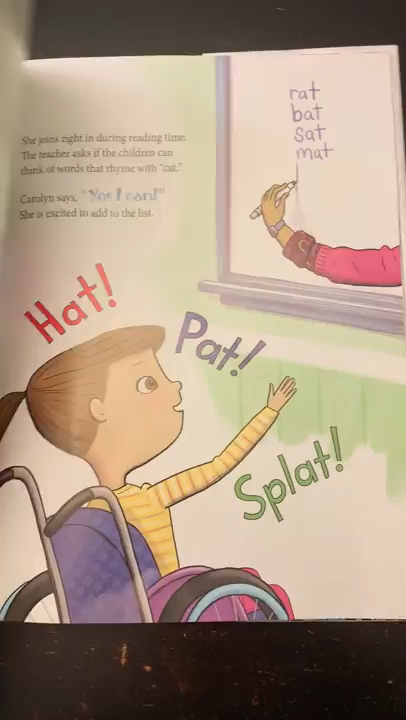 She joins right in during reading time.
The teacher asks if the children can
think of words that rhyme with "cat."
Carolyn says, "Yes I can!"
She is excited to add to the list.
rat
bat
sat
mat
Hat!
Pat!
Splat!